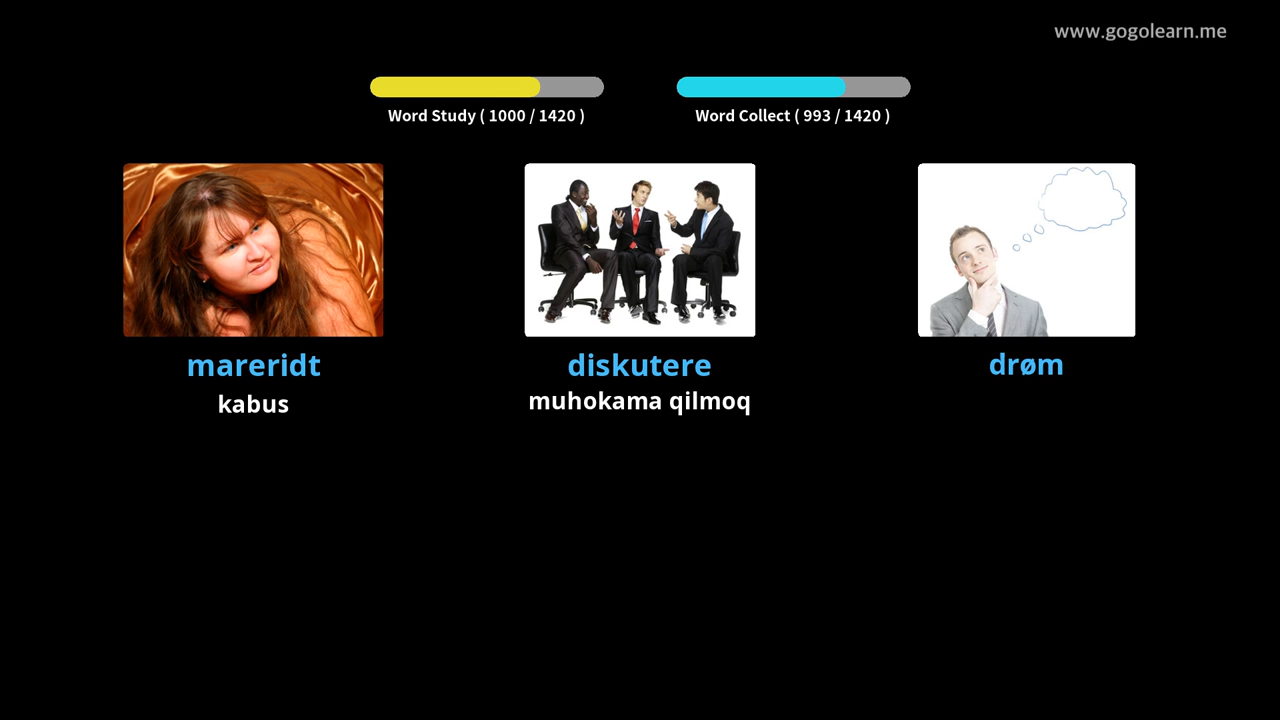 www.gogolearn.me
Word Study ( 1000 / 1420 )
Word Collect ( 993 / 1420 )
mareridt
kabus
diskutere
muhokama qilmoq
drøm